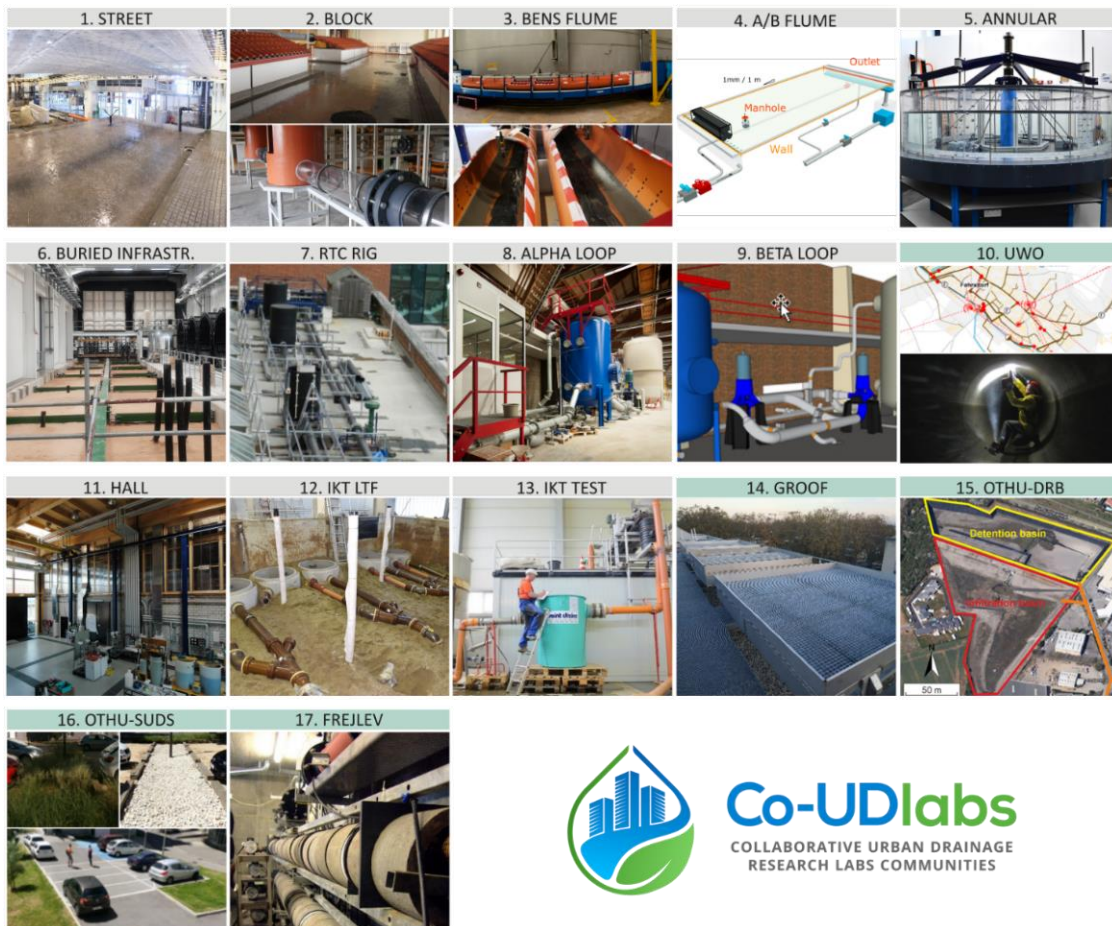 1. STREET
2. BLOCK
3. BENS FLUME
4. A/B FLUME
5. ANNULAR
1mm / 1 m
Outlet
Manhole
Wall
6. BURIED INFRASTR.
7. RTC RIG
8. ALPHA LOOP
9. BETA LOOP
10. UWO
Fehraltorf
11. HALL
12. IKT LTF
13. IKT TEST
14. GROOF
15. OTHU-DRB
Detention basin
Infiltration basin
N
50 m
16. OTHU-SUDS
17. FREJLEV
Co-UDlabs
COLLABORATIVE URBAN DRAINAGE
RESEARCH LABS COMMUNITIES